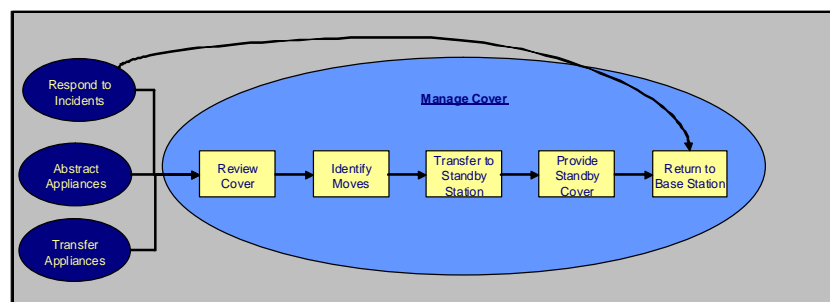 Respond to
Incidents
Manage Cover
Abstract
Appliances
Review
Cover
Identify
Moves
Transfer to
Standby
Station
Provide
Standby
Cover
Return to
Base Station
Transfer
Appliances